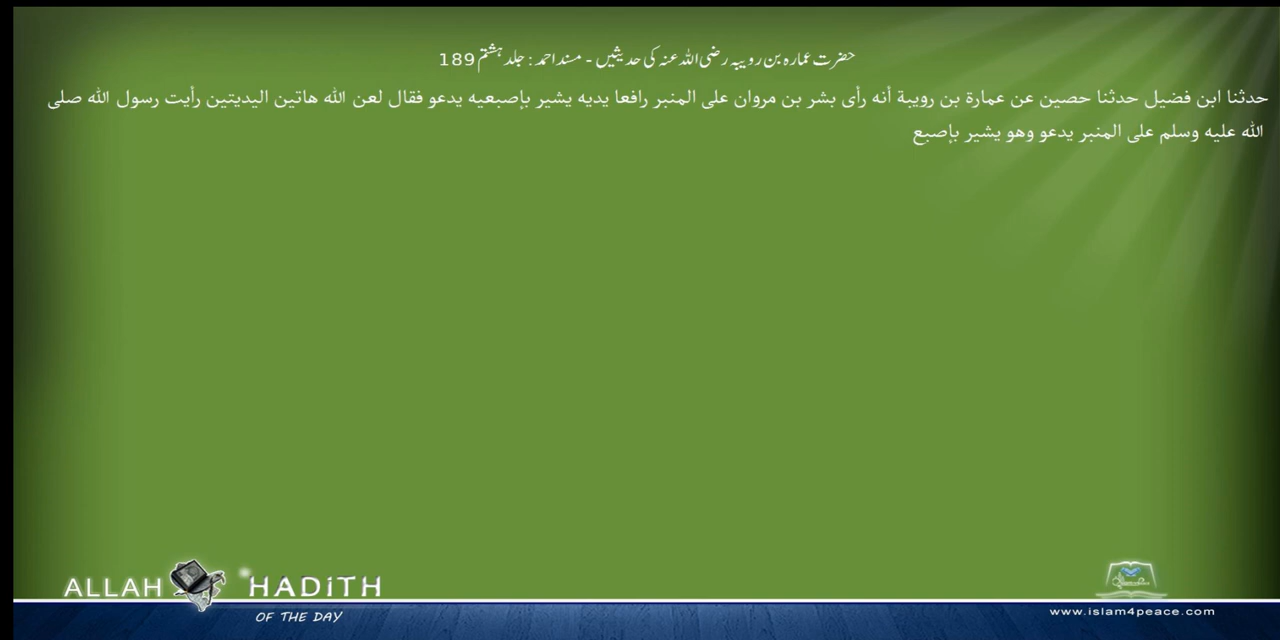 حضرت عمارہ بن رویبہ رضی اللہ عنہ کی حدیثیں - مسند احمد : جلد ہشتم 189
حدثنا ابن فضيل حدثنا حصين عن عمارة بن رويبة أنه رأى بشر بن مروان على المنبر رافعا يديه يشير بإصبعيه يدعو فقال لعن الله هاتين اليديتين رأيت رسول الله صلى
الله عليه وسلم على المنبر يدعو وهو يشير بإصبع
ALLAH HADITH
OF THE DAY
www.islam4peace.com